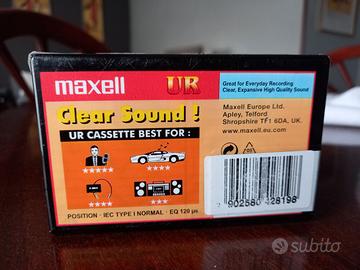 maxell
UR
Great for Everyday Recording
Clear, Expansive High Quality Sound
Clear Sound !
UR CASSETTE BEST FOR :
Maxell Europe Ltd.
Apley, Telford
Shropshire TF1 6DA, UK.
www.maxell.eu.com
POSITION · IEC TYPE I NORMAL · EQ 120 µs
902580 428198
subito